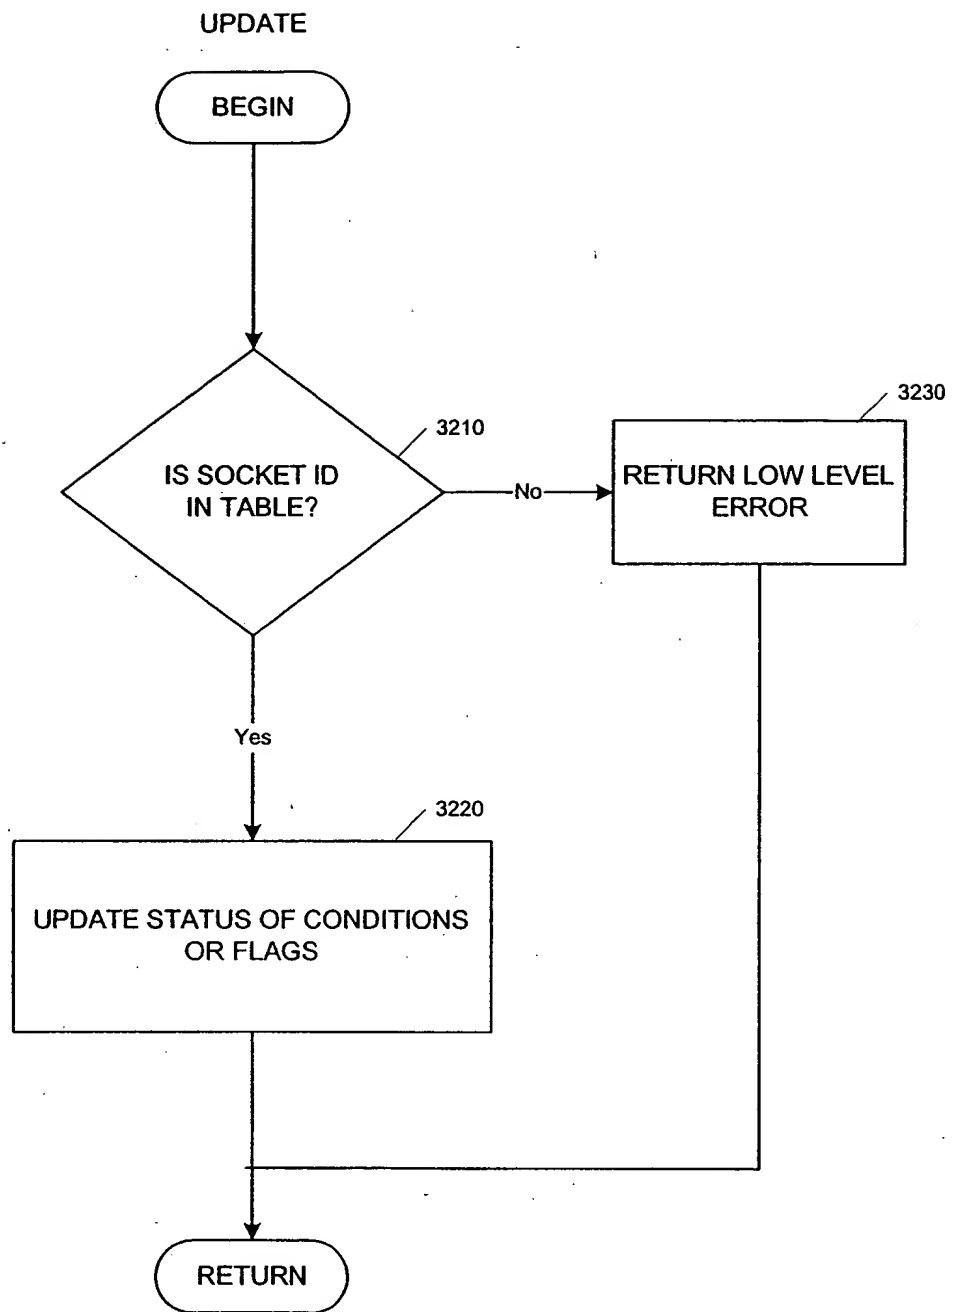 UPDATE
BEGIN
3210
IS SOCKET ID
IN TABLE?
No
3230
RETURN LOW LEVEL
ERROR
Yes
3220
UPDATE STATUS OF CONDITIONS
OR FLAGS
RETURN